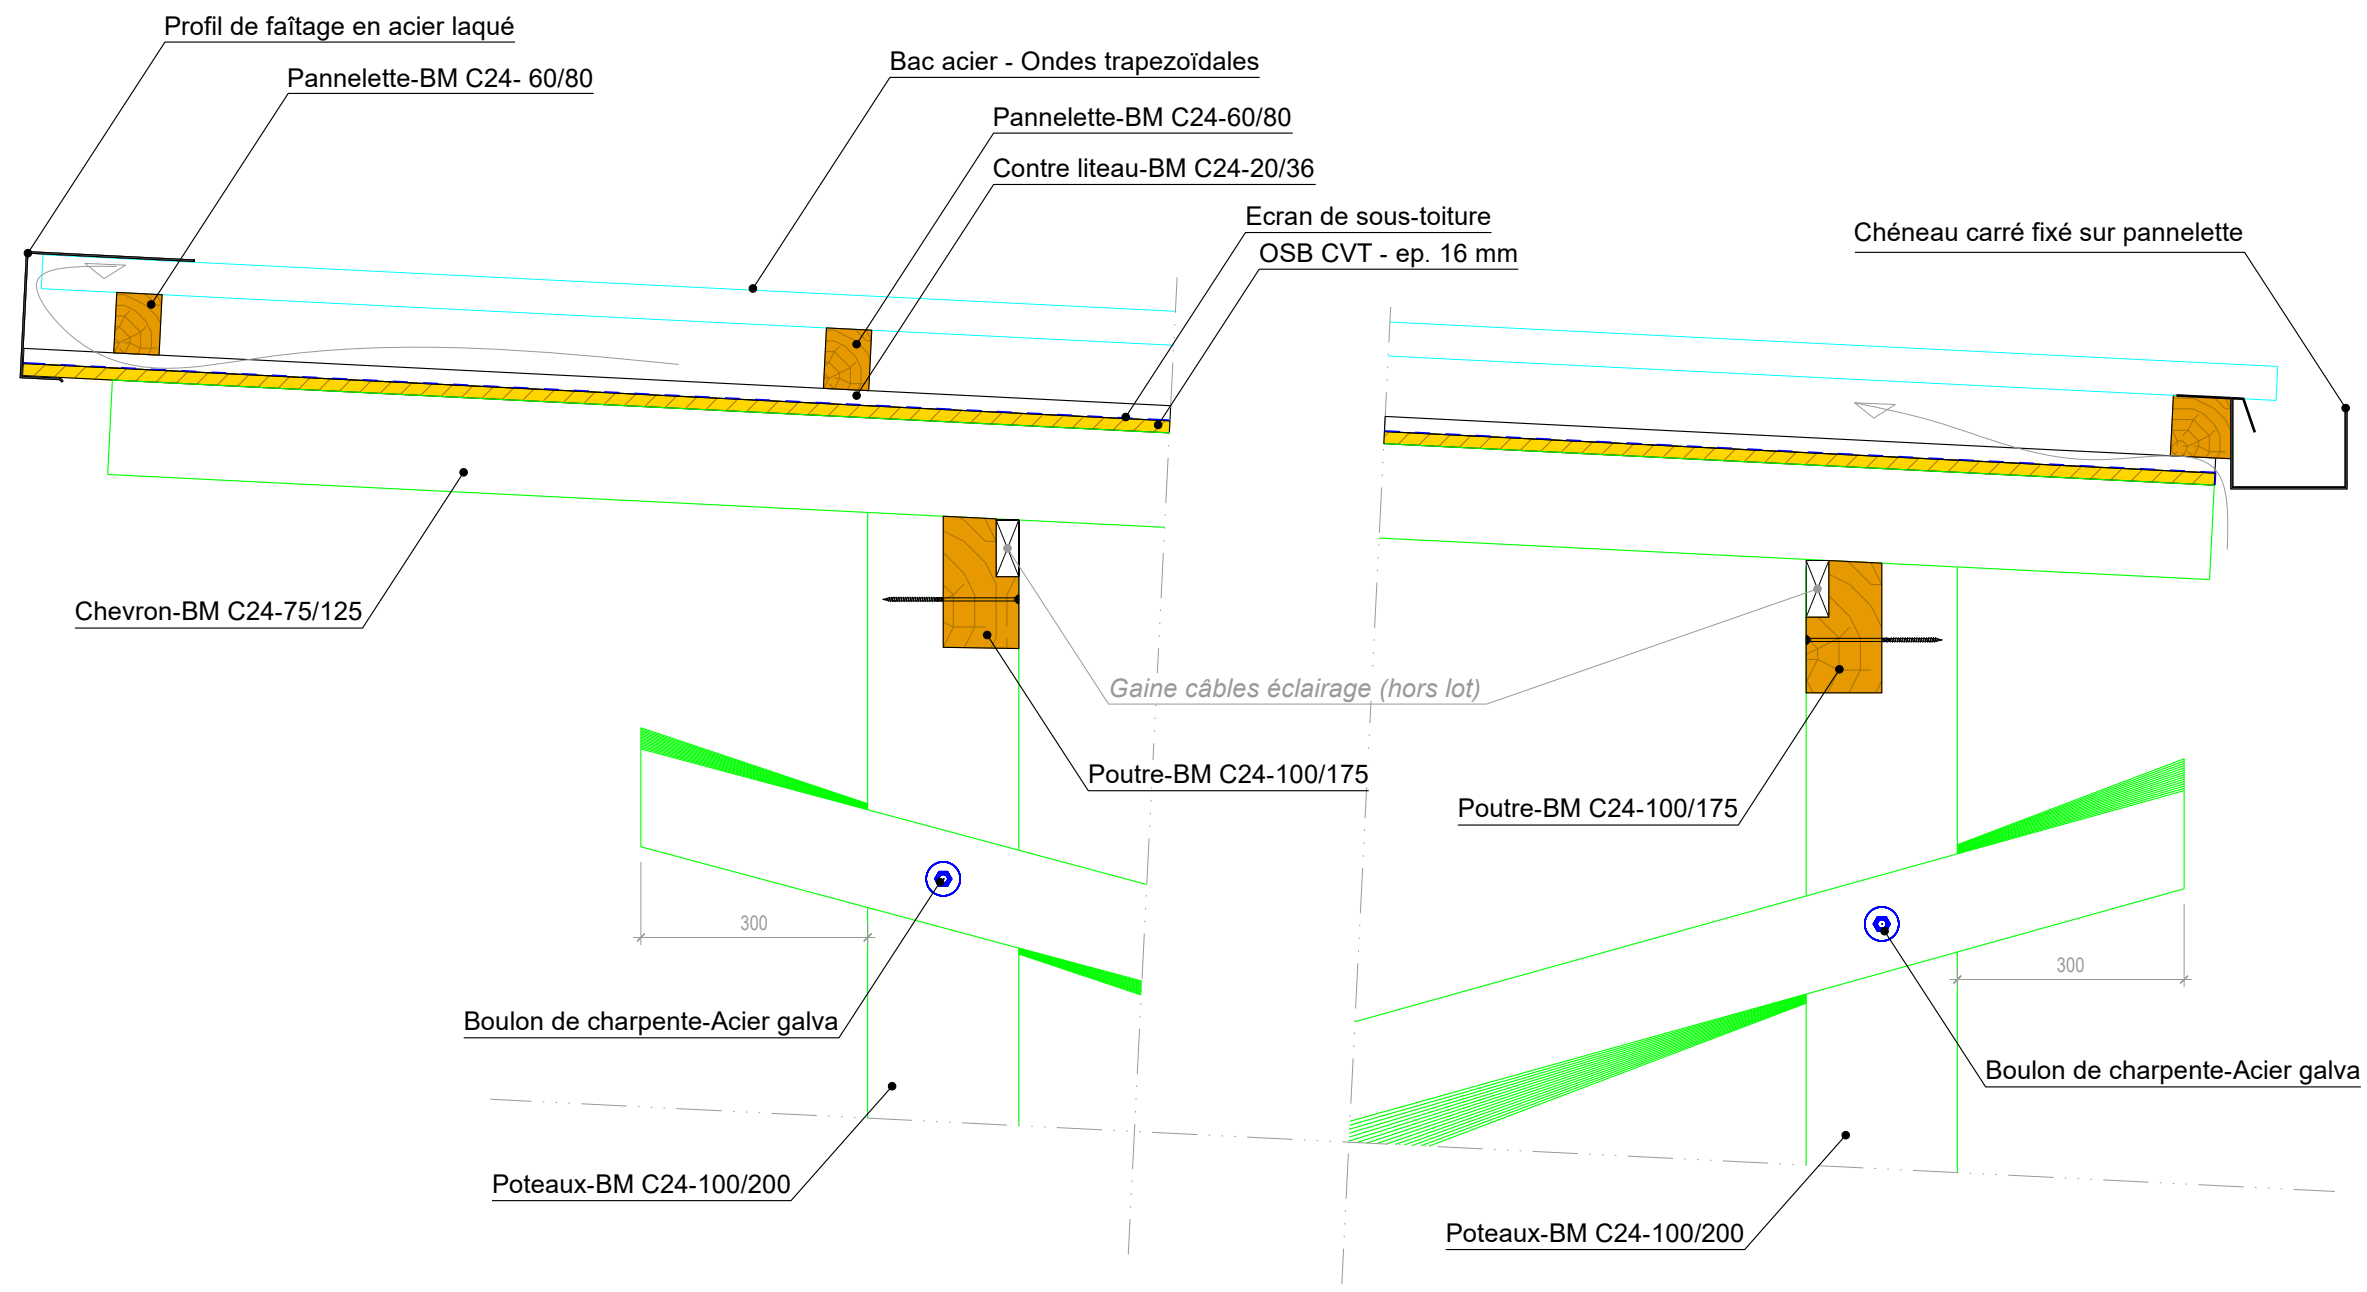 Profil de faîtage en acier laqué
Bac acier - Ondes trapezoïdales
Pannelette-BM C24- 60/80
Pannelette-BM C24-60/80
Contre liteau-BM C24-20/36
Ecran de sous-toiture
Chéneau carré fixé sur pannelette
OSB CVT - ep. 16 mm
Chevron-BM C24-75/125
Gaine câbles éclairage (hors lot)
Poutre-BM C24-100/175
Poutre-BM C24-100/175
300
300
Boulon de charpente-Acier galva
Boulon de charpente-Acier galva
Poteaux-BM C24-100/200
Poteaux-BM C24-100/200